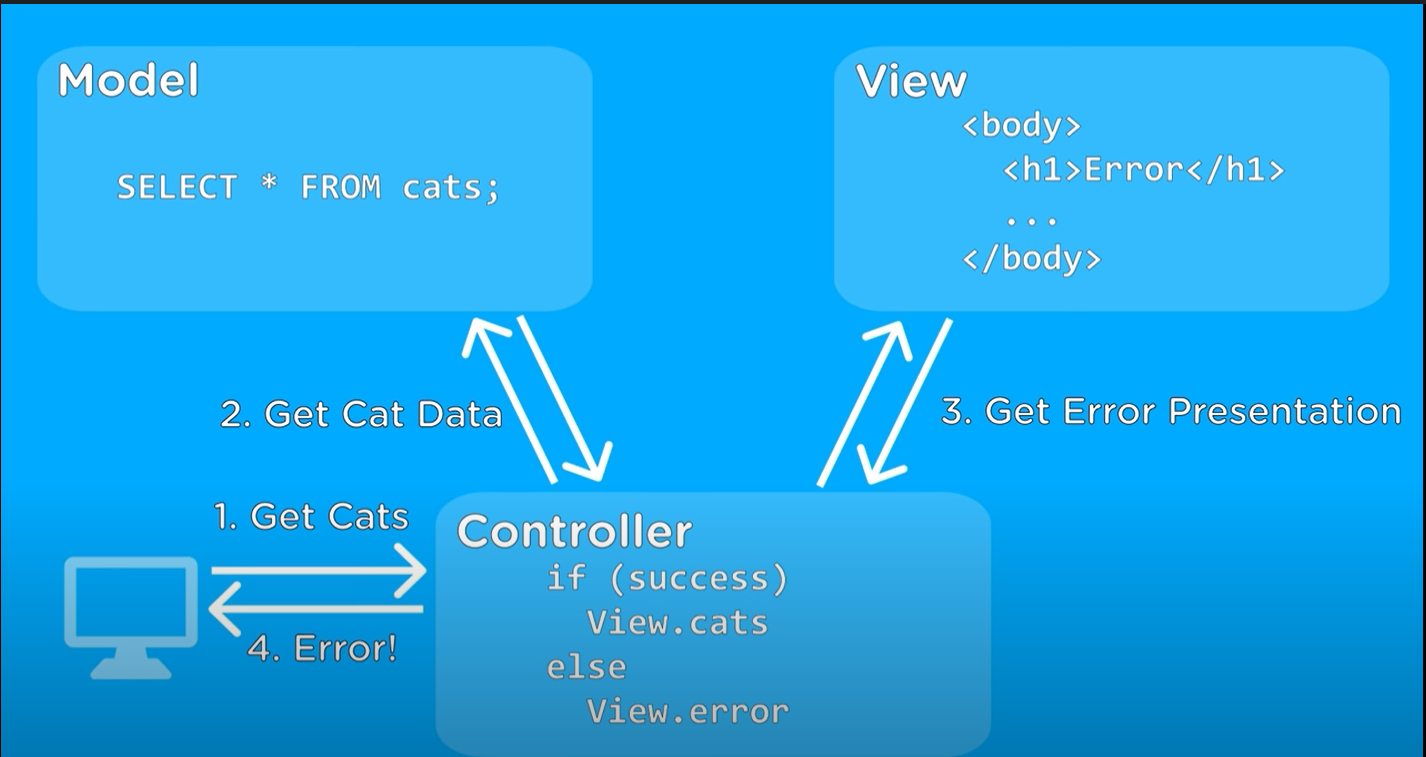 Model
SELECT * FROM cats;
View
<body>
<h1>Error</h1>
...
</body>
2. Get Cat Data
3. Get Error Presentation
1. Get Cats
4. Error!
Controller
if (success)
View.cats
else
View.error